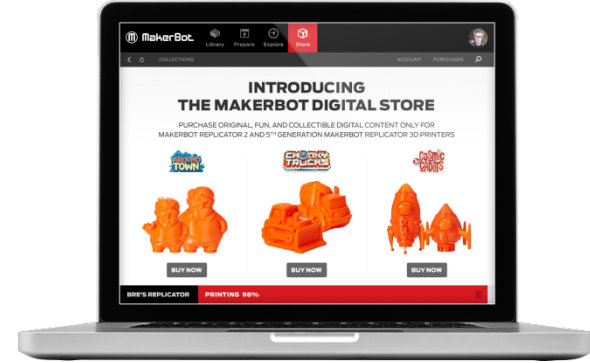 MakerBot.
Library Prepare Explore Store
COLLECTIONS ACCOUNT PURCHASES
INTRODUCING
THE MAKERBOT DIGITAL STORE
PURCHASE ORIGINAL, FUN, AND COLLECTIBLE DIGITAL CONTENT ONLY FOR
MAKERBOT REPLICATOR 2 AND 5TH GENERATION MAKERBOT REPLICATOR 3D PRINTERS
AROUND TOWN
CHUNKY TRUCKS
COSMIC CADETS
BUY NOW BUY NOW BUY NOW
BRE'S REPLICATOR PRINTING 98%